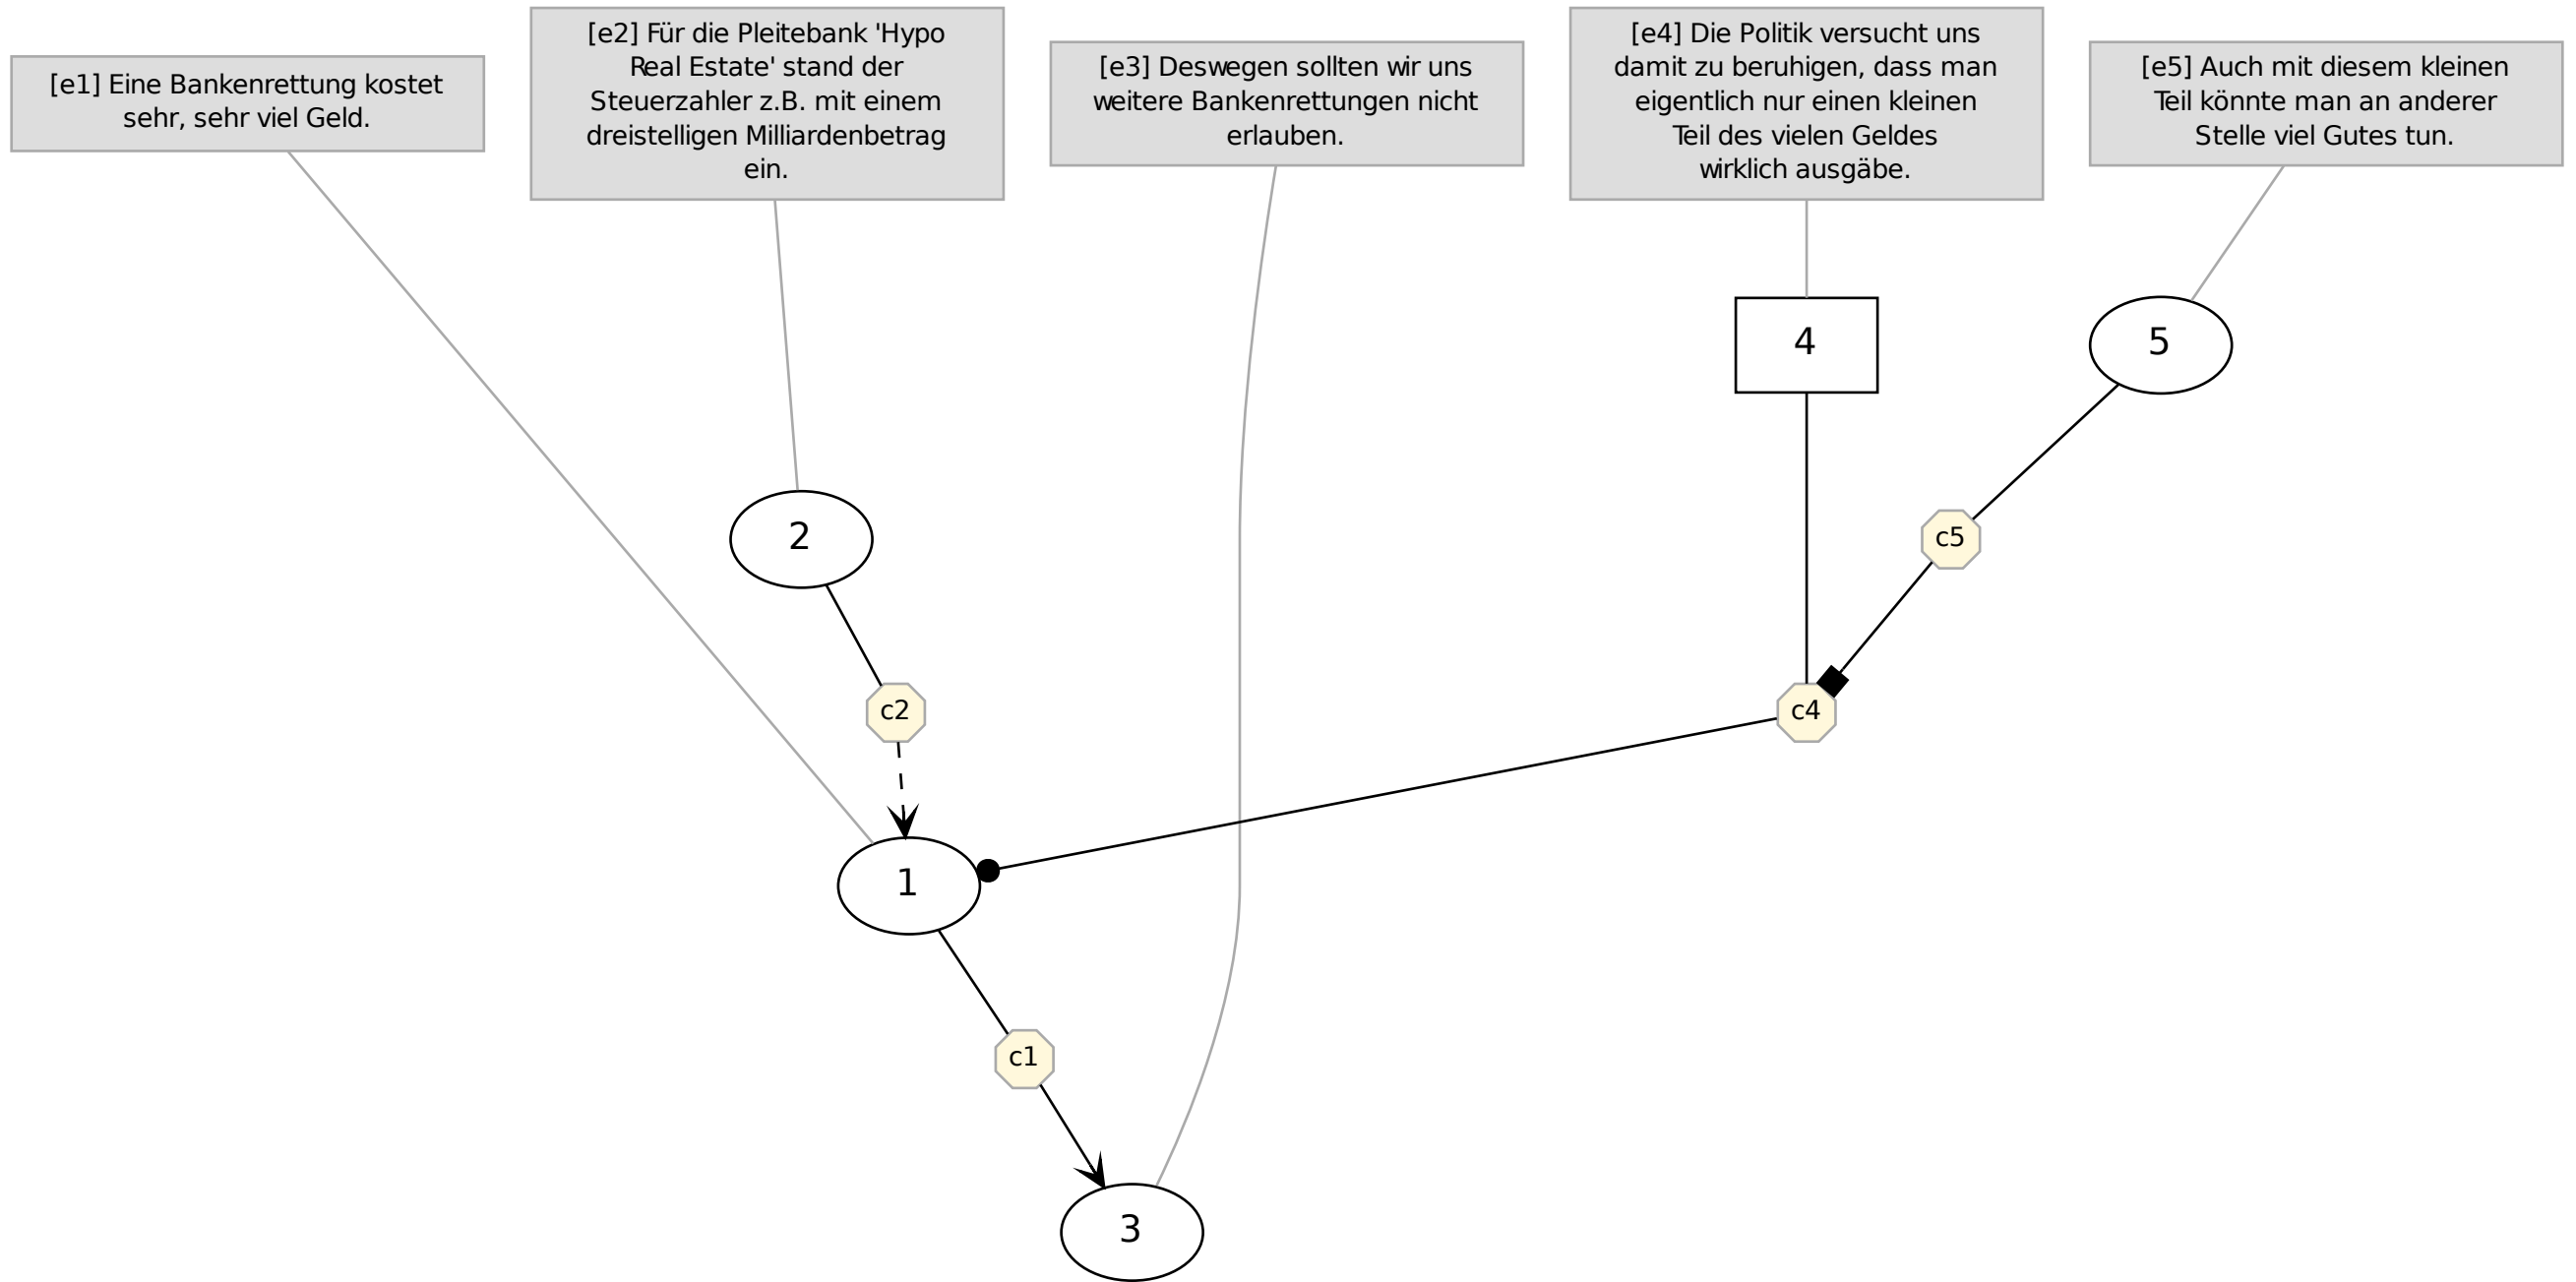 [e1] Eine Bankenrettung kostet
sehr, sehr viel Geld.
[e2] Für die Pleitebank 'Hypo
Real Estate' stand der
Steuerzahler z.B. mit einem
dreistelligen Milliardenbetrag
ein.
[e3] Deswegen sollten wir uns
weitere Bankenrettungen nicht
erlauben.
[e4] Die Politik versucht uns
damit zu beruhigen, dass man
eigentlich nur einen kleinen
Teil des vielen Geldes
wirklich ausgäbe.
[e5] Auch mit diesem kleinen
Teil könnte man an anderer
Stelle viel Gutes tun.
4
5
2
c5
c2
c4
1
c1
3